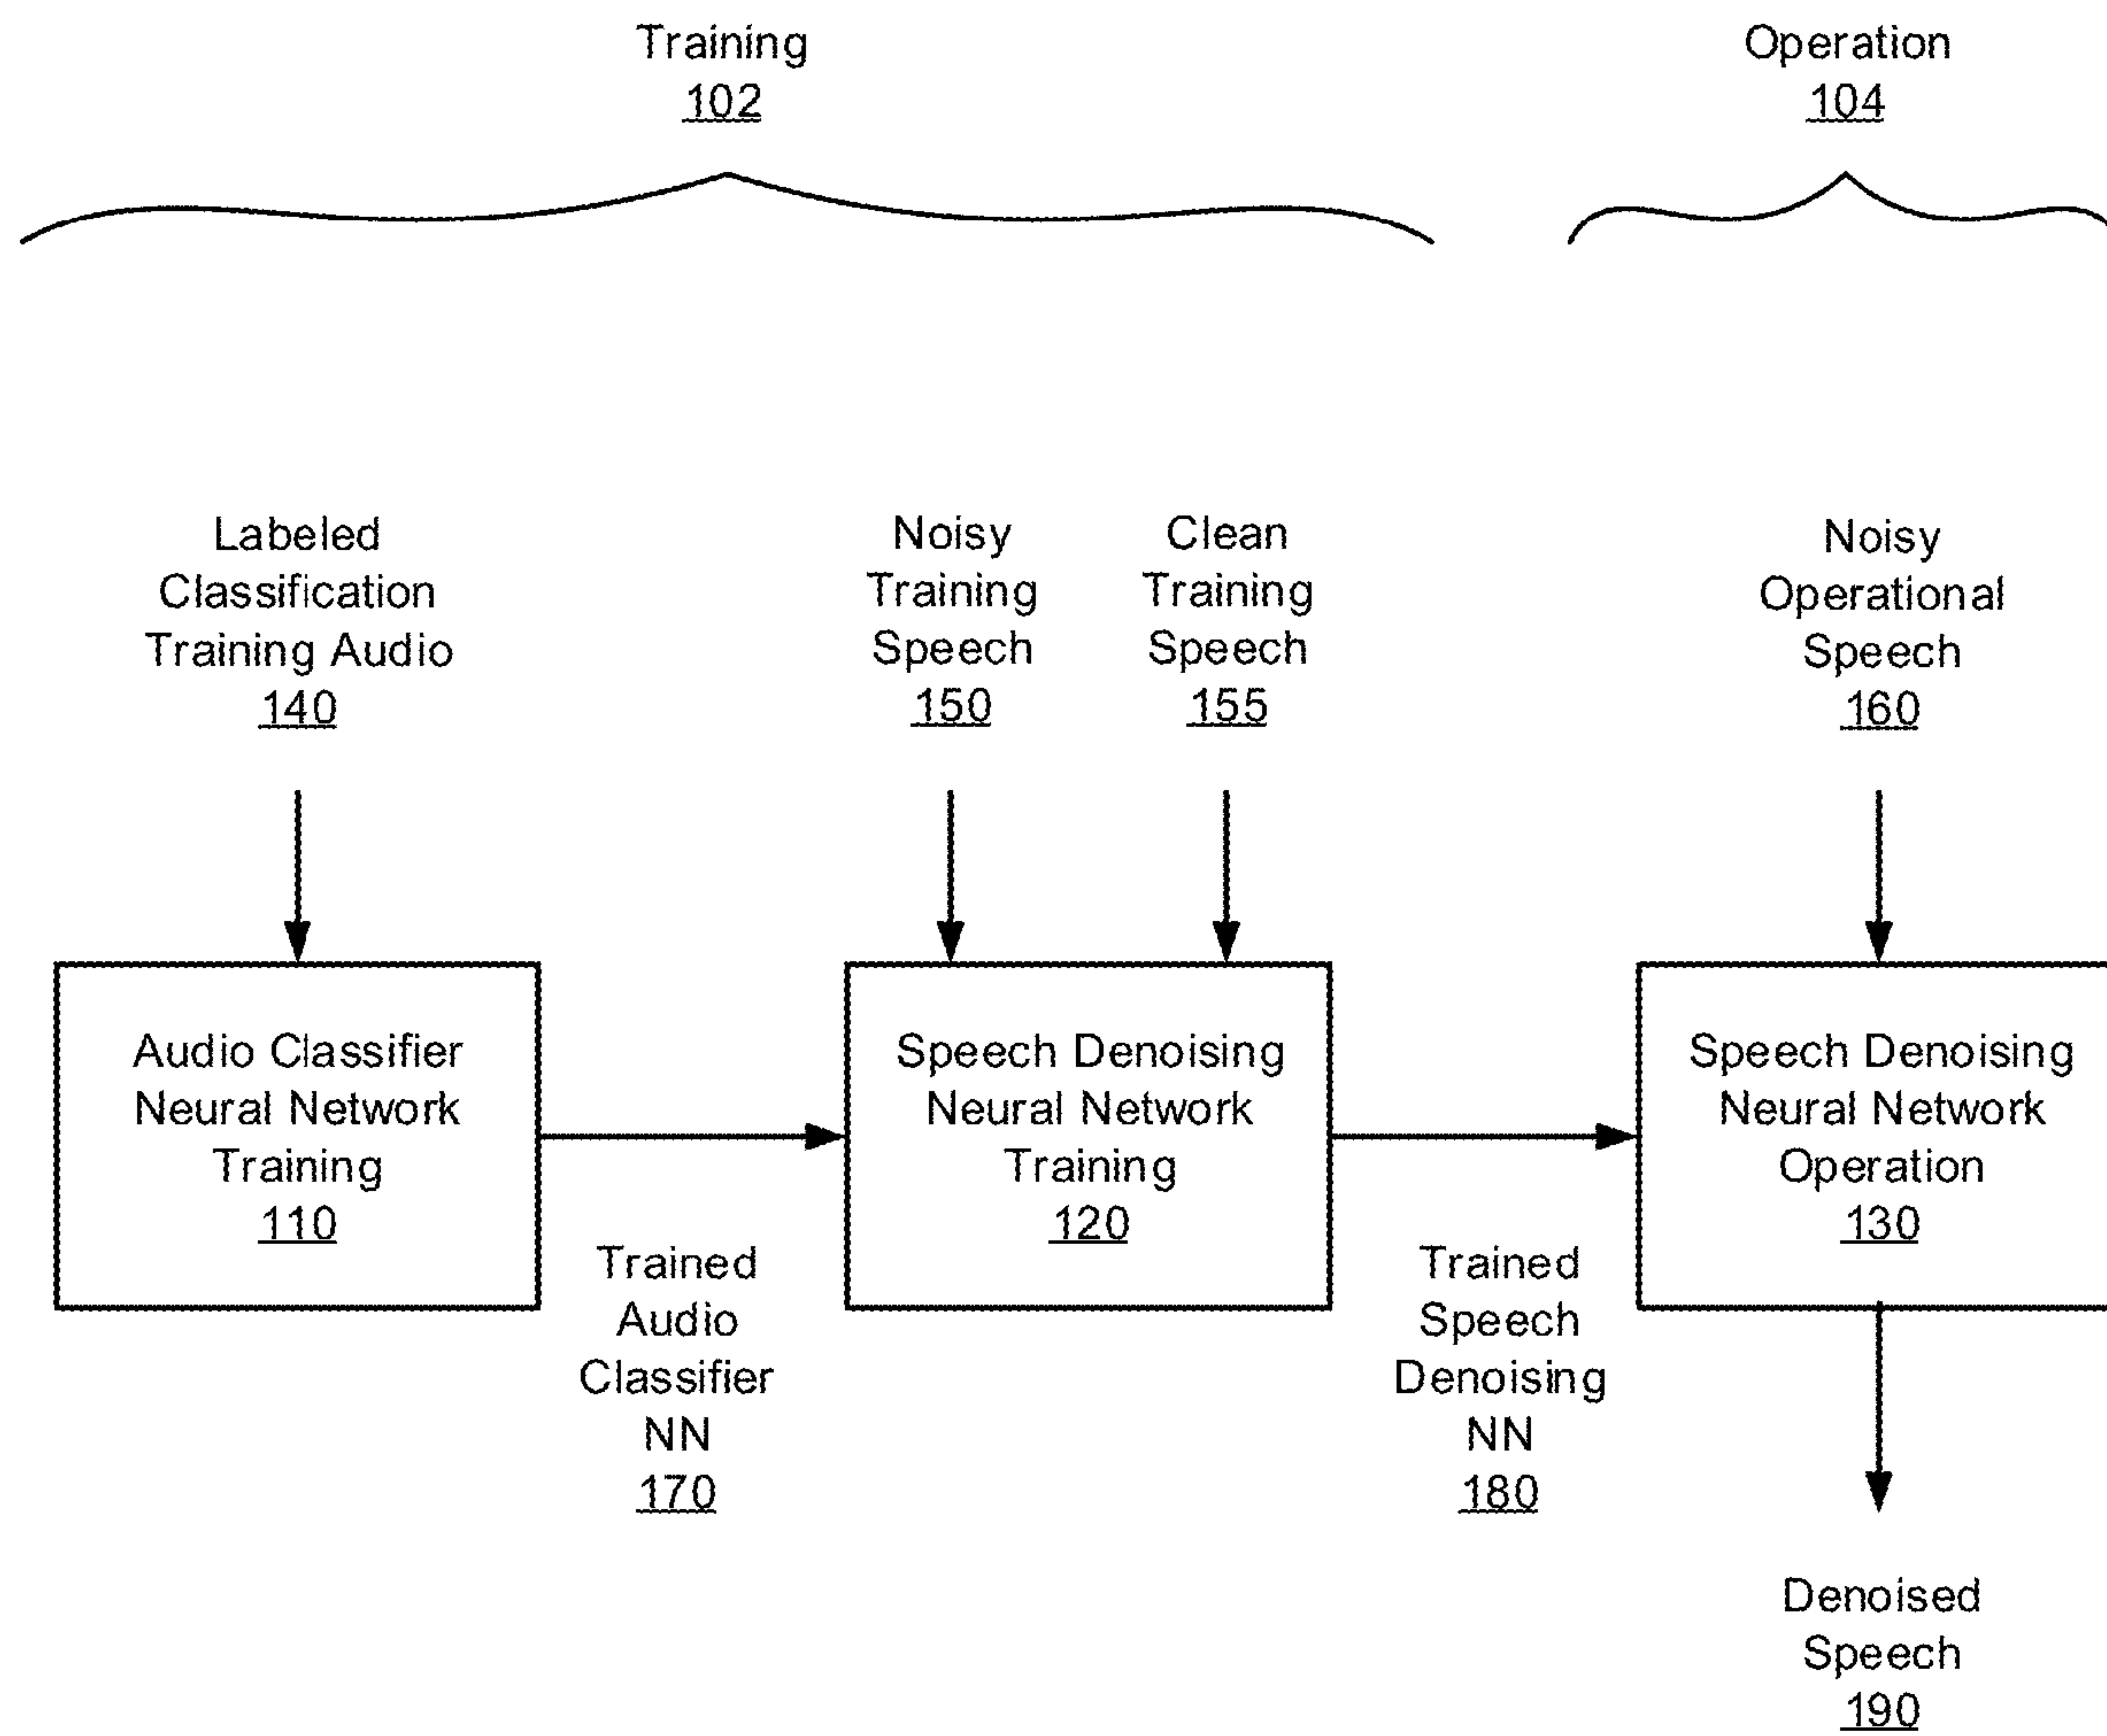 Training
102
Operation
104
Labeled
Classification
Training Audio
140
Noisy
Training
Speech
150
Clean
Training
Speech
155
Noisy
Operational
Speech
160
Audio Classifier
Neural Network
Training
110
Speech Denoising
Neural Network
Training
120
Speech Denoising
Neural Network
Operation
130
Trained
Audio
Classifier
NN
170
Trained
Speech
Denoising
NN
180
Denoised
Speech
190